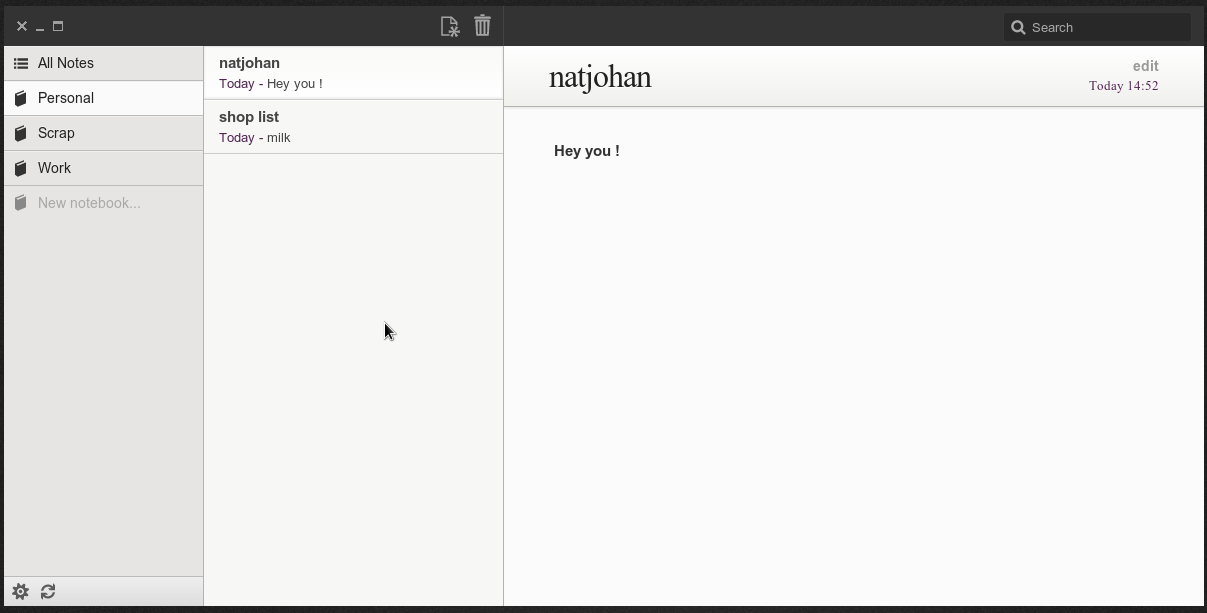 Search
All Notes
Personal
Scrap
Work
New notebook...
natjohan
Today - Hey you !
shop list
Today - milk
natjohan
edit
Today 14:52
Hey you !